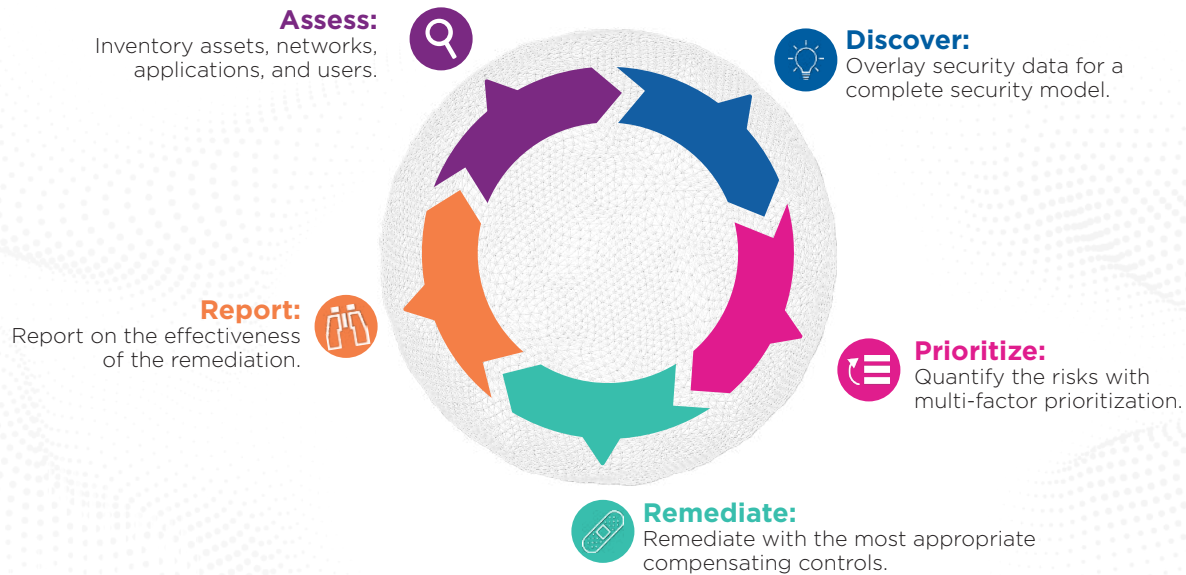 Assess:
Inventory assets, networks,
applications, and users.
Discover:
Overlay security data for a
complete security model.
Prioritize:
Quantify the risks with
multi-factor prioritization.
Remediate:
Remediate with the most appropriate
compensating controls.
Report:
Report on the effectiveness
of the remediation.